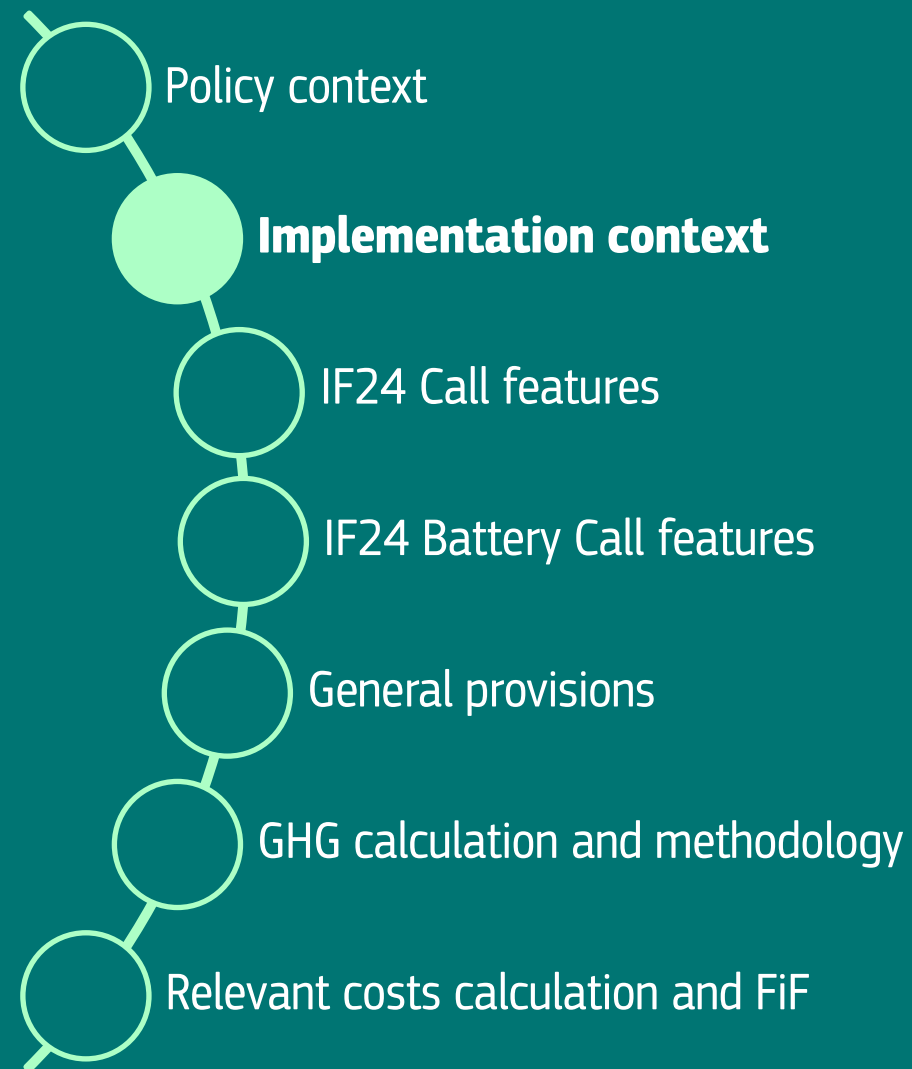 Policy context
Implementation context
IF24 Call features
IF24 Battery Call features
General provisions
GHG calculation and methodology
Relevant costs calculation and FiF